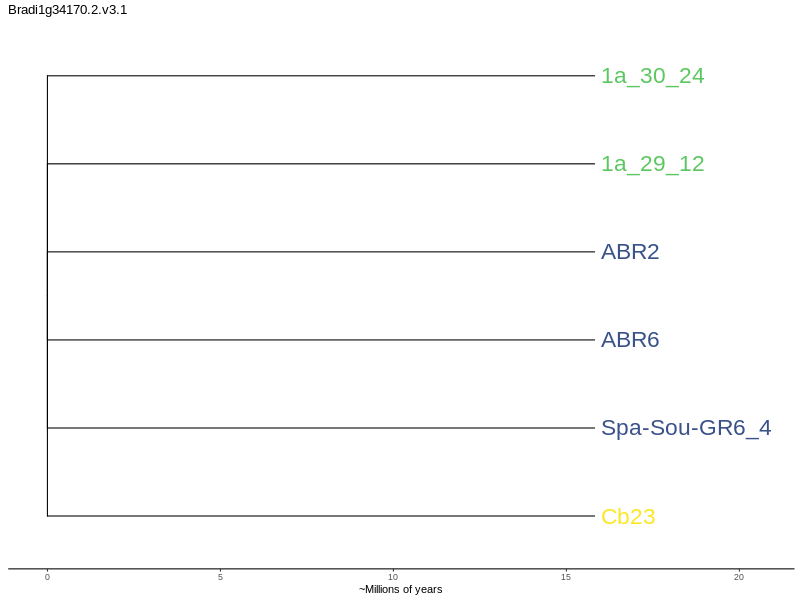 Bradi1g34170.2.v3.1
1a_30_24
1a_29_12
ABR2
ABR6
Spa-Sou-GR6_4
Cb23
0 5 10 15 20
~Millions of years